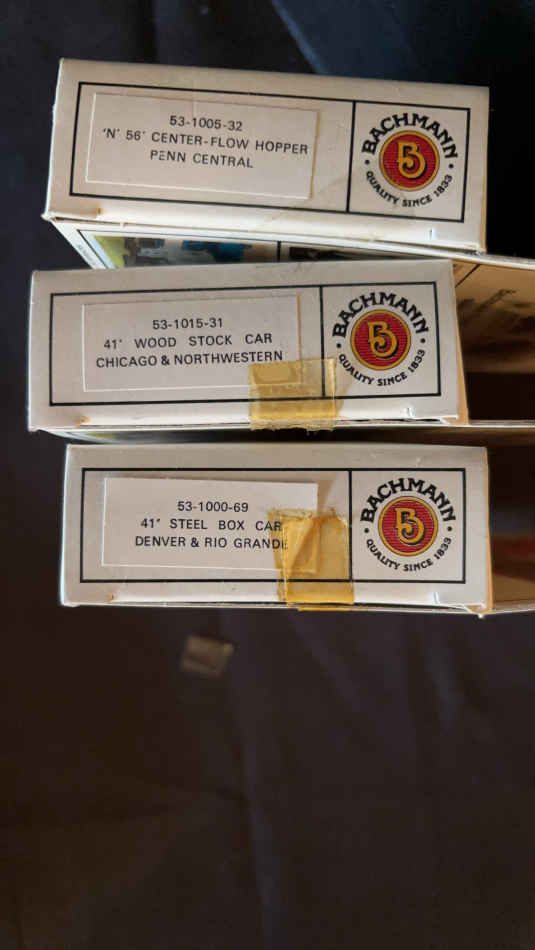 53-1005-32
'N' 56' CENTER-FLOW HOPPER
PENN CENTRAL
BACHMANN
B
QUALITY SINCE 1833
53-1015-31
41' WOOD STOCK CAR
CHICAGO & NORTHWESTERN
BACHMANN
B
QUALITY SINCE 1833
53-1000-69
41' STEEL BOX CAR
DENVER & RIO GRANDE
BACHMANN
B
QUALITY SINCE 1833